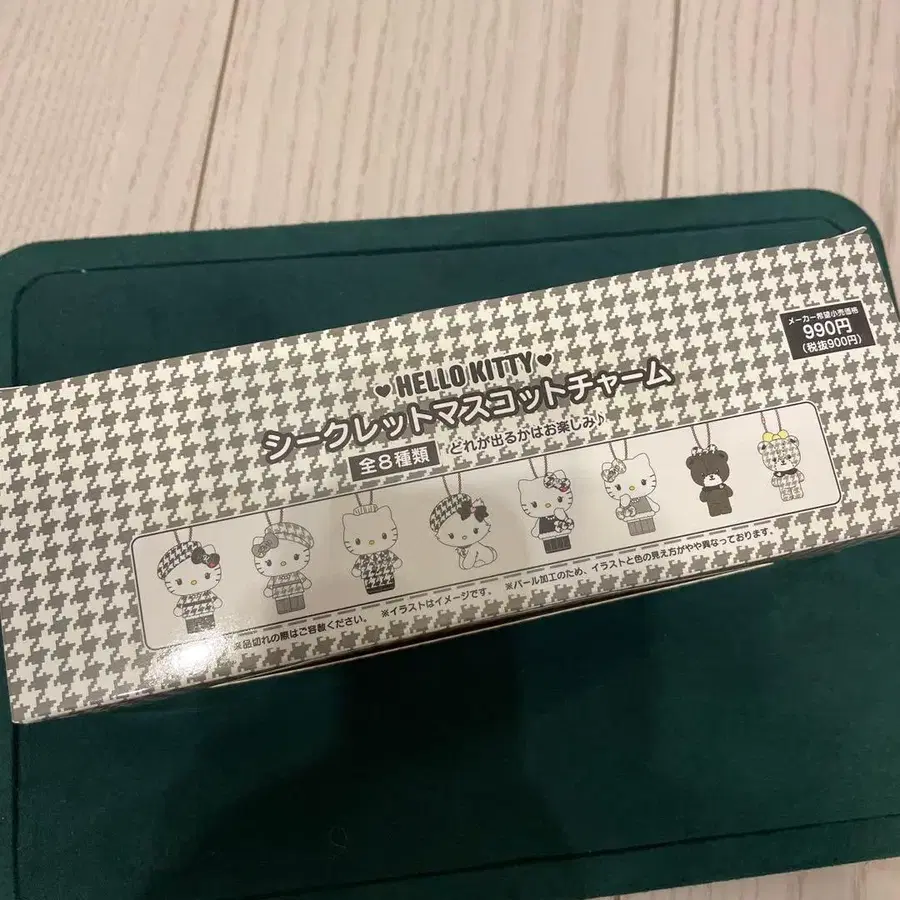 メーカー希望小売価格
990円
(税抜900円)
♥HELLO KITTY♥
シークレットマスコットチャーム
全8種類 どれが出るかはお楽しみ♪
※品切れの際はご容赦ください。 ※イラストはイメージです。 ※パール加工のため、イラストと色の見え方がやや異なっております。